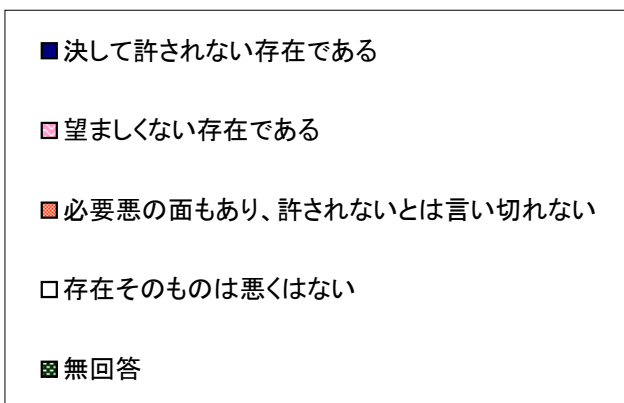 決して許されない存在である
望ましくない存在である
必要悪の面もあり、許されないとは言い切れない
存在そのものは悪くはない
無回答